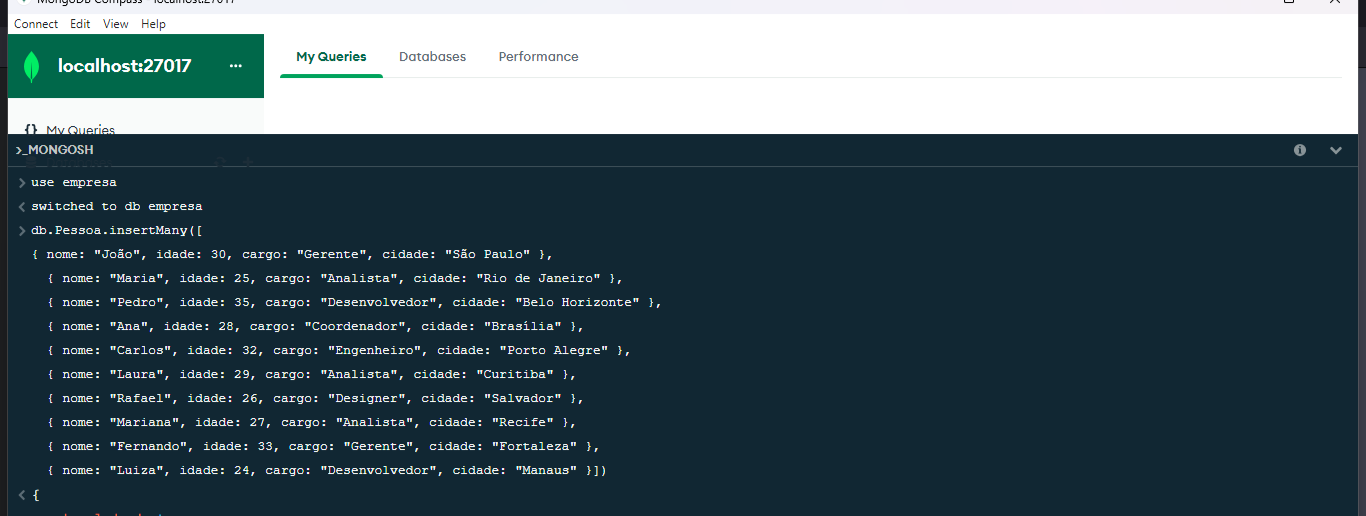 MongoDB Compass - localhost:27017
Connect Edit View Help
localhost:27017 ...
My Queries Databases Performance
{} My Queries
>_MONGOSH
> use empresa
< switched to db empresa
> db.Pessoa.insertMany([
{ nome: "João", idade: 30, cargo: "Gerente", cidade: "São Paulo" },
{ nome: "Maria", idade: 25, cargo: "Analista", cidade: "Rio de Janeiro" },
{ nome: "Pedro", idade: 35, cargo: "Desenvolvedor", cidade: "Belo Horizonte" },
{ nome: "Ana", idade: 28, cargo: "Coordenador", cidade: "Brasília" },
{ nome: "Carlos", idade: 32, cargo: "Engenheiro", cidade: "Porto Alegre" },
{ nome: "Laura", idade: 29, cargo: "Analista", cidade: "Curitiba" },
{ nome: "Rafael", idade: 26, cargo: "Designer", cidade: "Salvador" },
{ nome: "Mariana", idade: 27, cargo: "Analista", cidade: "Recife" },
{ nome: "Fernando", idade: 33, cargo: "Gerente", cidade: "Fortaleza" },
{ nome: "Luiza", idade: 24, cargo: "Desenvolvedor", cidade: "Manaus" }])
< {